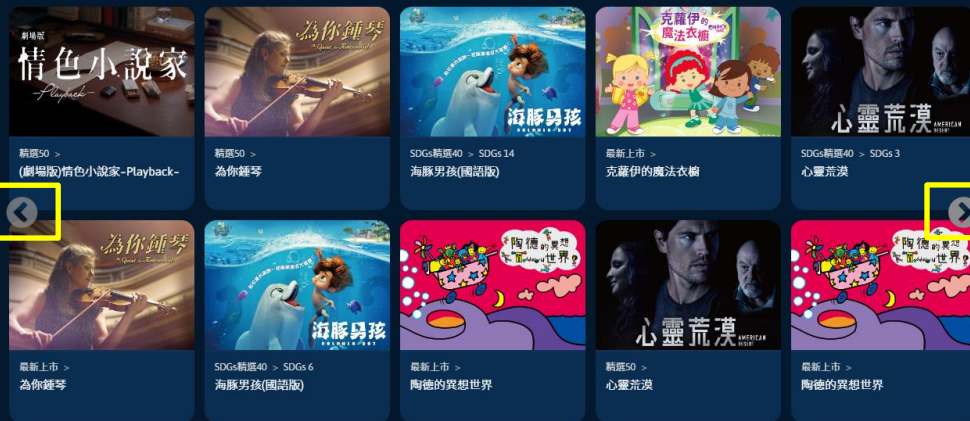 劇場版
情色小說家
-Playback-
為你鍾琴
海豚男孩
DOLPHIN BOY
克蘿伊的
魔法衣櫥
心靈荒漠 AMERICAN DESERT
精選50 >
(劇場版)情色小說家-Playback-
精選50 >
為你鍾琴
SDGs精選40 > SDGs 14
海豚男孩(國語版)
最新上市 >
克蘿伊的魔法衣櫥
SDGs精選40 > SDGs 3
心靈荒漠
為你鍾琴
海豚男孩
DOLPHIN BOY
陶德的異想
世界
心靈荒漠 AMERICAN DESERT
陶德的異想
世界
最新上市 >
為你鍾琴
SDGs精選40 > SDGs 6
海豚男孩(國語版)
最新上市 >
陶德的異想世界
精選50 >
心靈荒漠
最新上市 >
陶德的異想世界